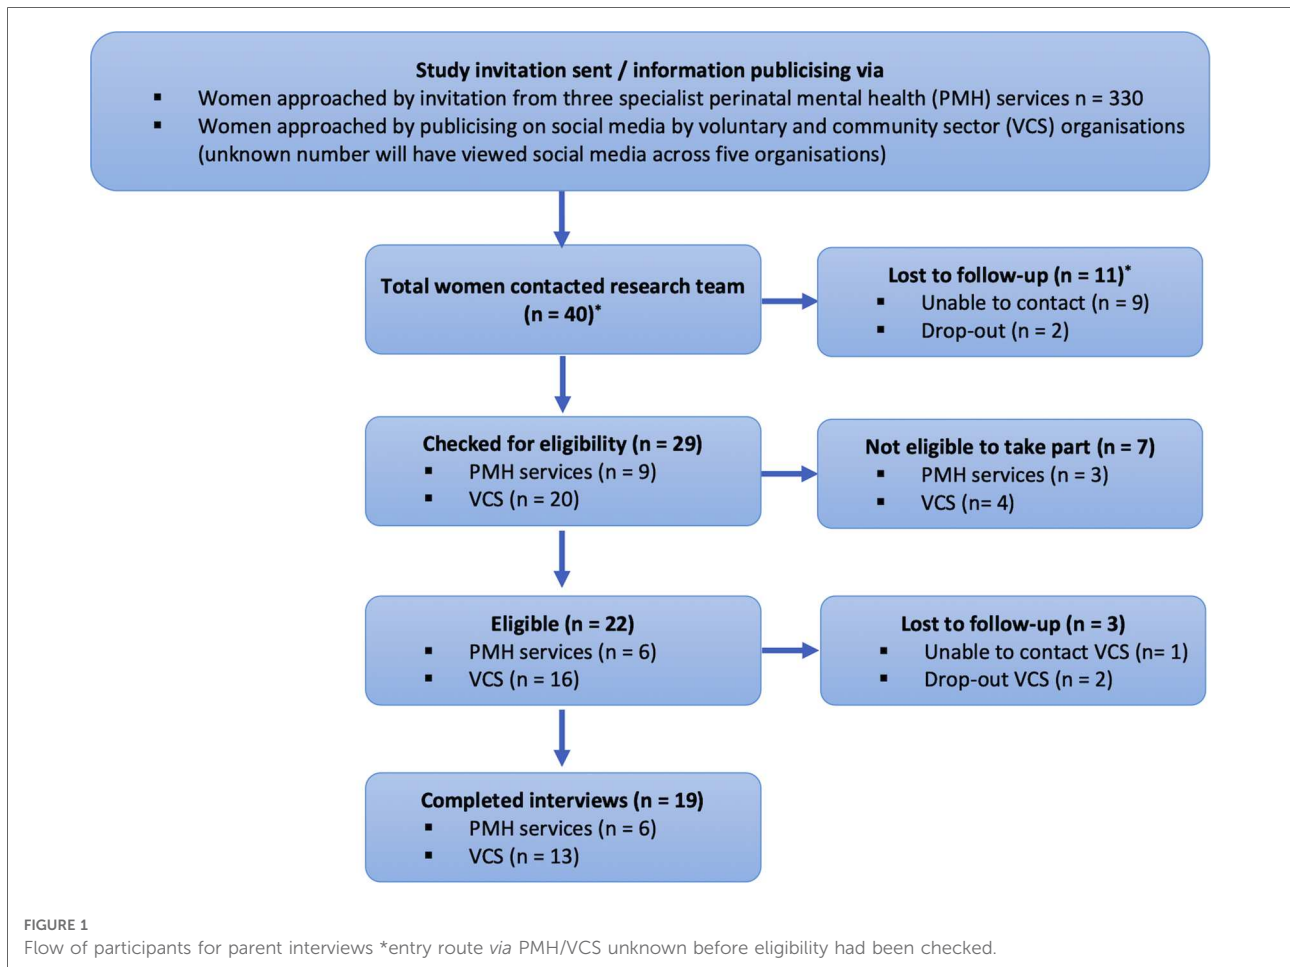 Study invitation sent / information publicising via
▪ Women approached by invitation from three specialist perinatal mental health (PMH) services n = 330
▪ Women approached by publicising on social media by voluntary and community sector (VCS) organisations
(unknown number will have viewed social media across five organisations)
Total women contacted research team
(n = 40)*
Lost to follow-up (n = 11)*
▪ Unable to contact (n = 9)
▪ Drop-out (n = 2)
Checked for eligibility (n = 29)
▪ PMH services (n = 9)
▪ VCS (n = 20)
Not eligible to take part (n = 7)
▪ PMH services (n = 3)
▪ VCS (n= 4)
Eligible (n = 22)
▪ PMH services (n = 6)
▪ VCS (n = 16)
Lost to follow-up (n = 3)
▪ Unable to contact VCS (n= 1)
▪ Drop-out VCS (n = 2)
Completed interviews (n = 19)
▪ PMH services (n = 6)
▪ VCS (n = 13)
FIGURE 1
Flow of participants for parent interviews *entry route via PMH/VCS unknown before eligibility had been checked.